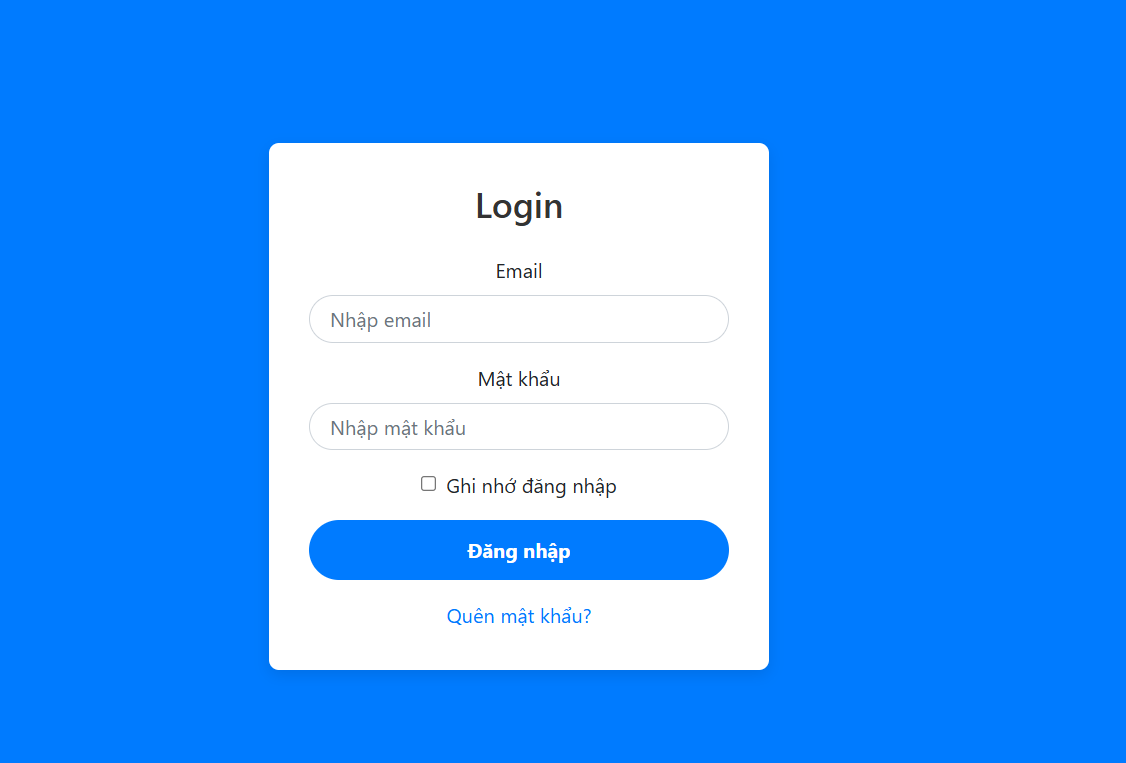 Login
Email
Nhập email
Mật khẩu
Nhập mật khẩu
Ghi nhớ đăng nhập
Đăng nhập
Quên mật khẩu?